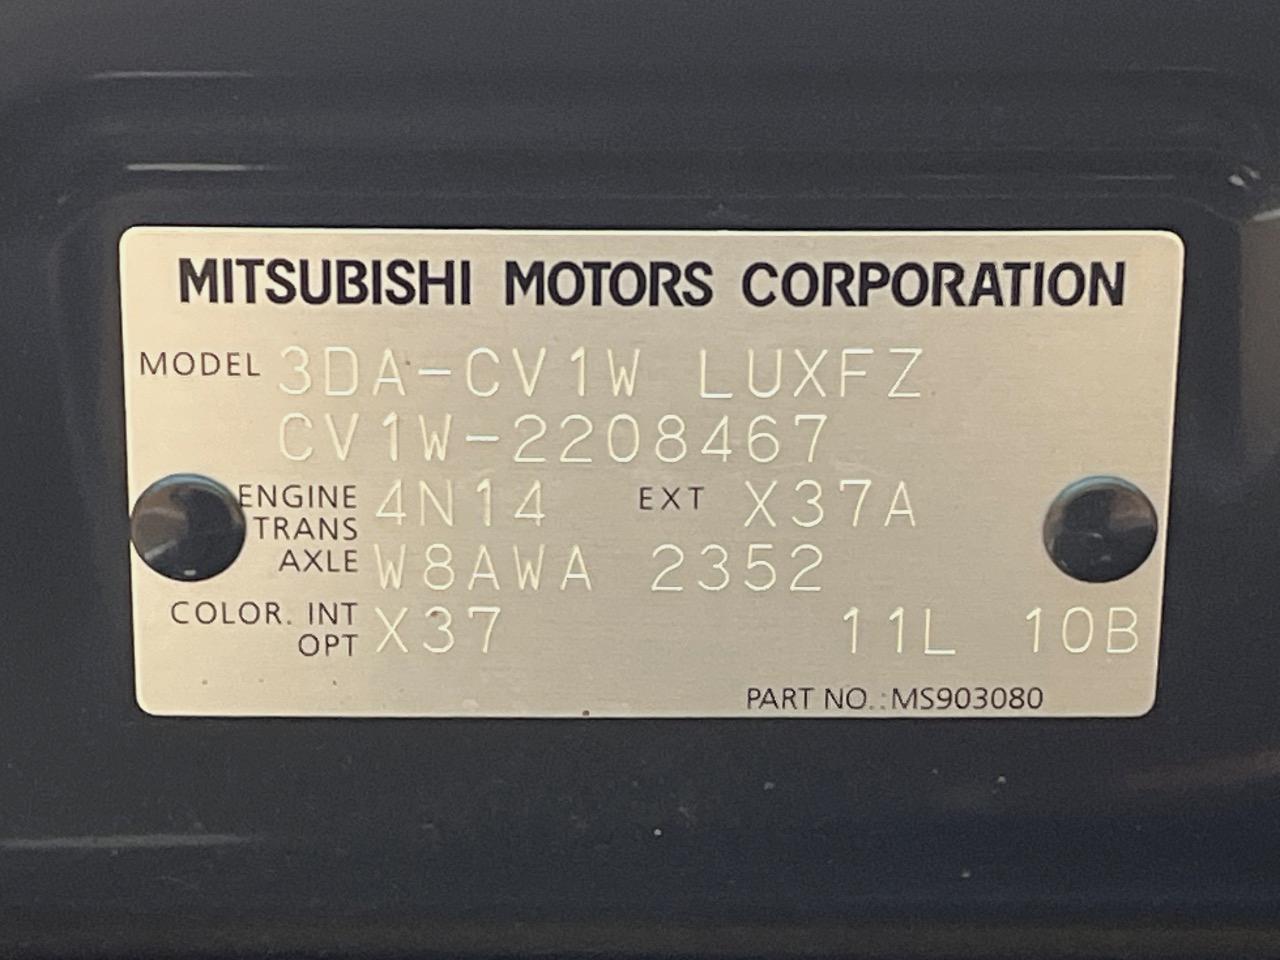 MITSUBISHI MOTORS CORPORATION
MODEL 3DA-CV1W LUXFZ
CV1W-2208467
ENGINE 4N14 EXT X37A
TRANS
AXLE W8AWA 2352
COLOR. INT X37 11L 10B
OPT
PART NO.:MS903080